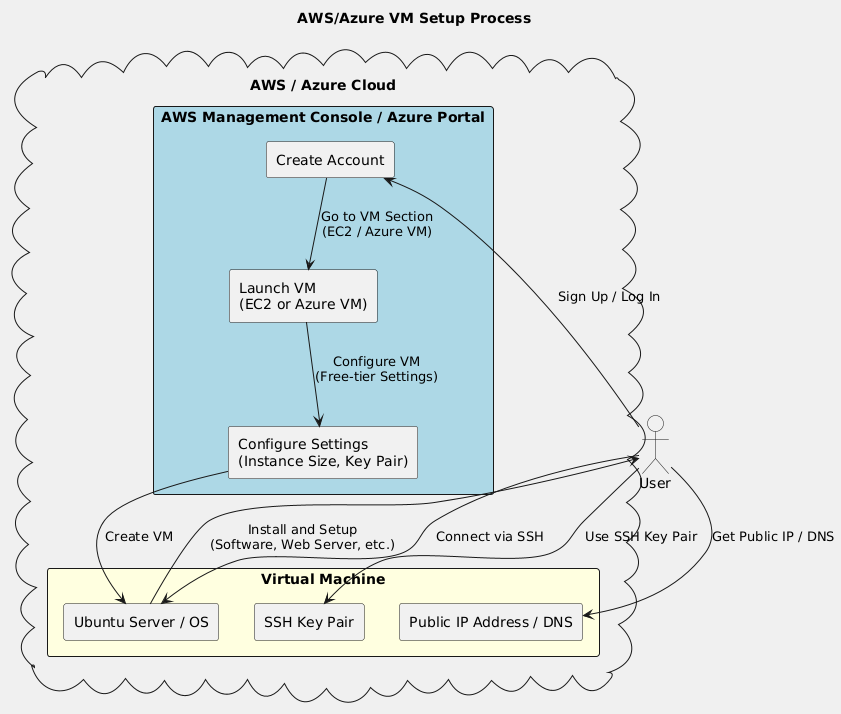 AWS/Azure VM Setup Process
AWS / Azure Cloud
AWS Management Console / Azure Portal
Create Account
Go to VM Section
(EC2 / Azure VM)
Launch VM
(EC2 or Azure VM)
Sign Up / Log In
Configure VM
(Free-tier Settings)
Configure Settings
(Instance Size, Key Pair)
User
Create VM
Install and Setup
(Software, Web Server, etc.)
Connect via SSH
Use SSH Key Pair
Get Public IP / DNS
Virtual Machine
Ubuntu Server / OS
SSH Key Pair
Public IP Address / DNS